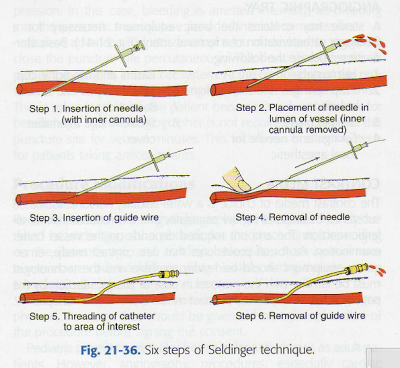 Step 1. Insertion of needle
(with inner cannula)
Step 2. Placement of needle in
lumen of vessel (inner
cannula removed)
Step 3. Insertion of guide wire
Step 4. Removal of needle
Step 5. Threading of catheter
to area of interest
Step 6. Removal of guide wire
Fig. 21-36. Six steps of Seldinger technique.